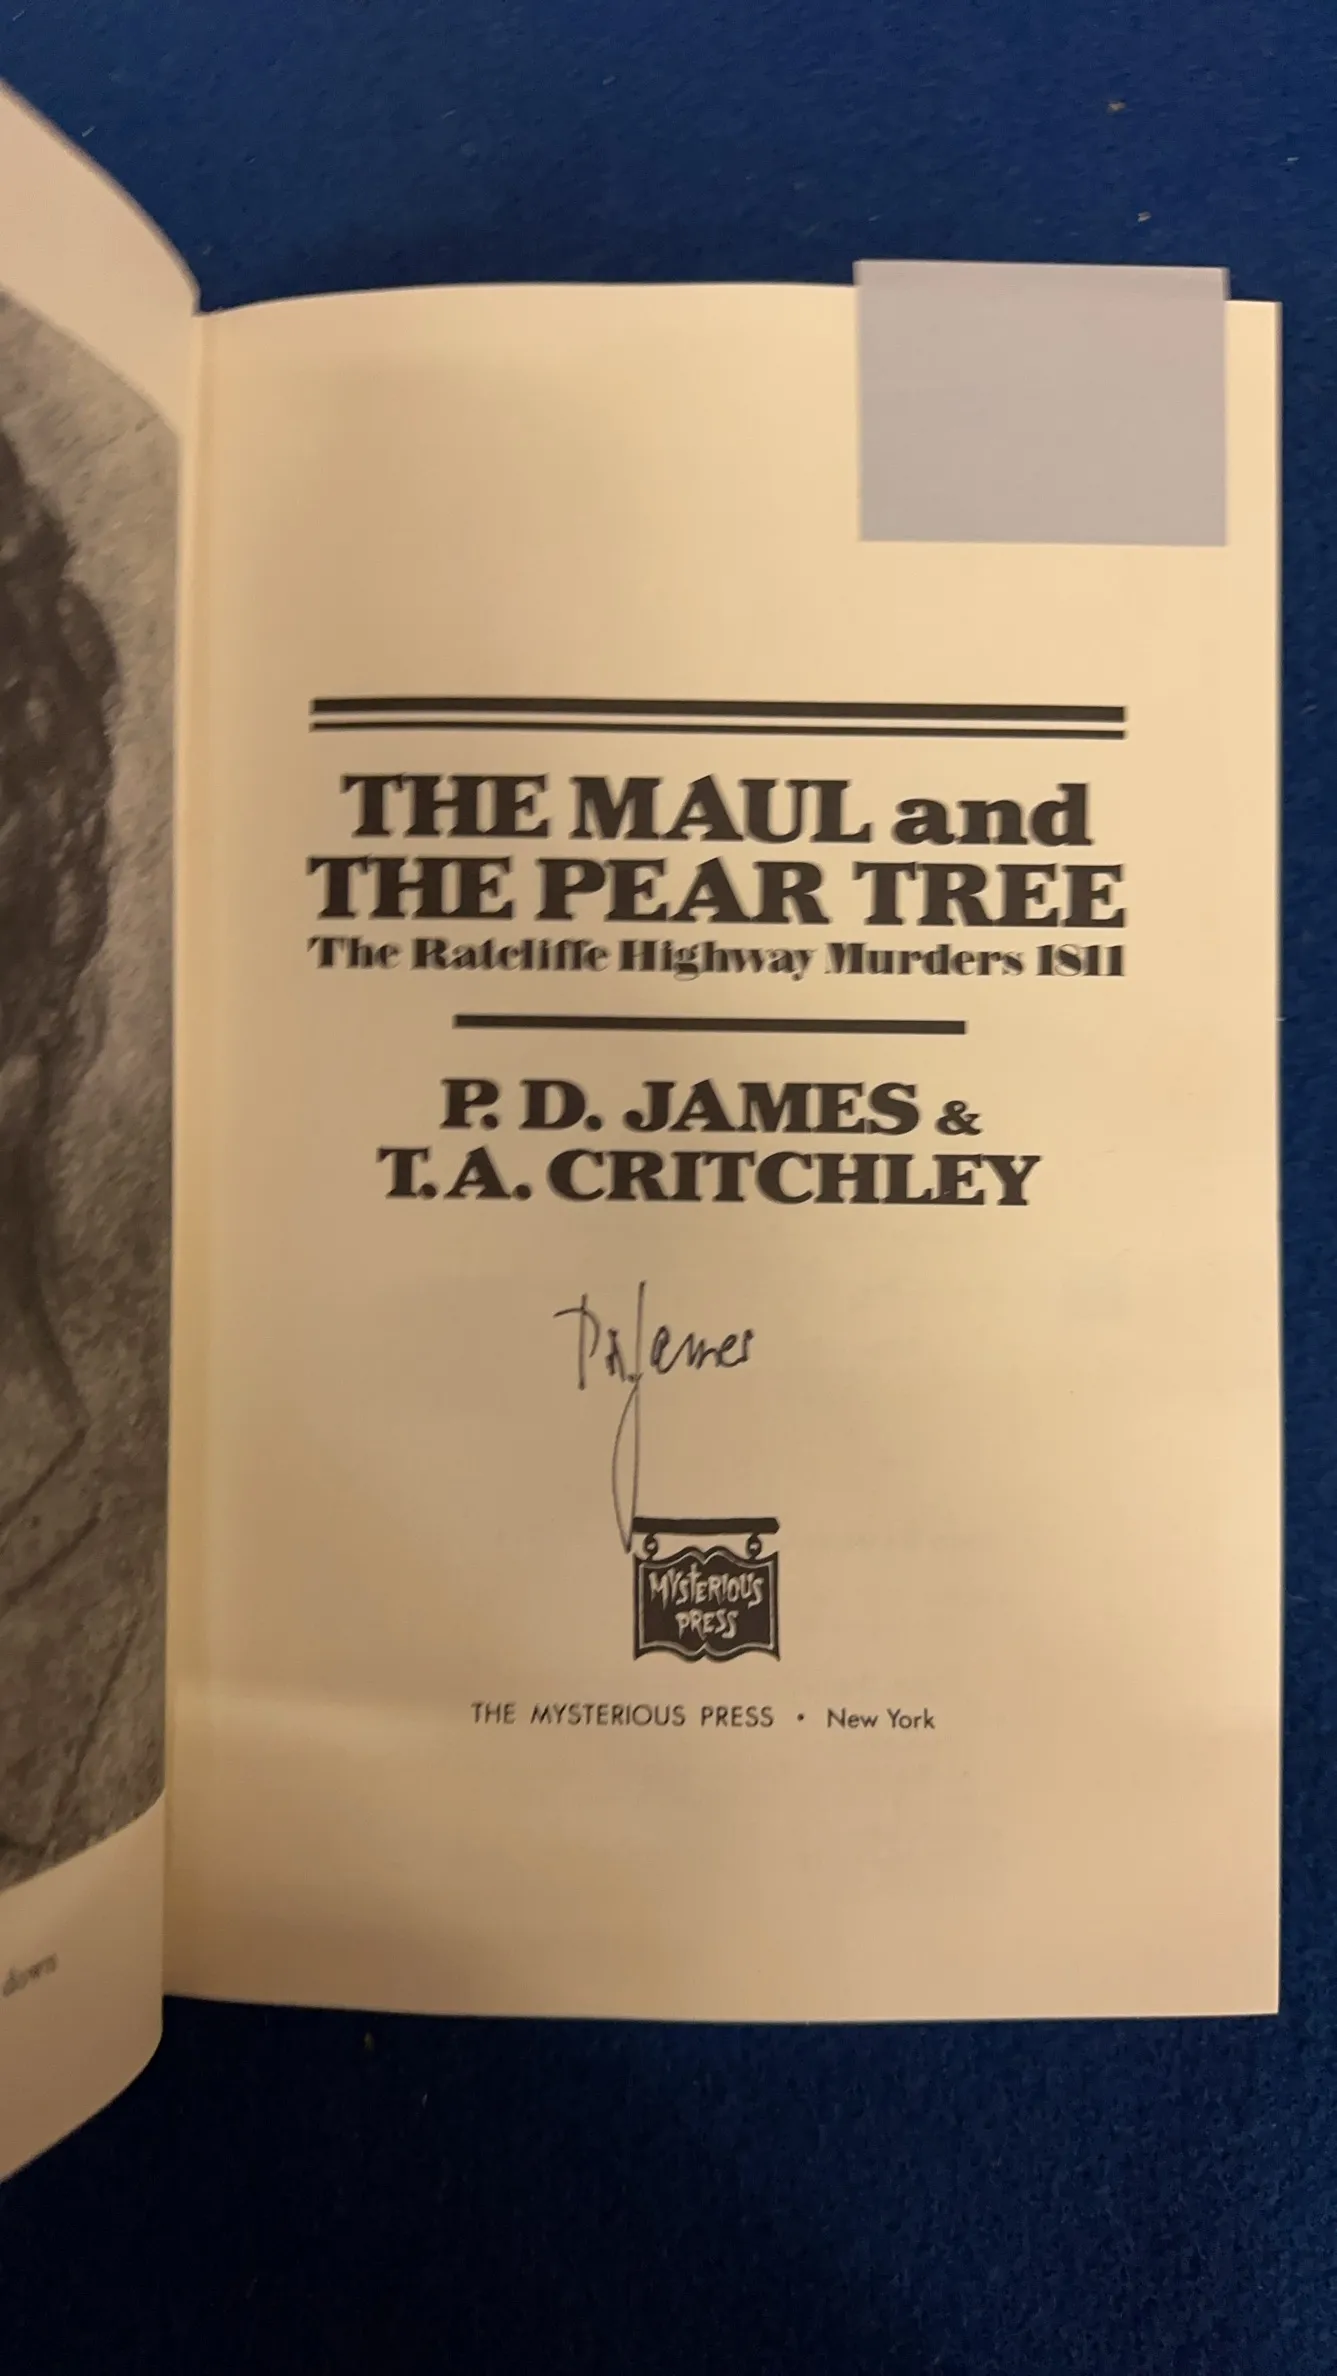 THE MAUL and
THE PEAR TREE
The Ratcliffe Highway Murders 1811
P. D. JAMES &
T. A. CRITCHLEY
P.D. James
MYSTERIOUS
PRESS
THE MYSTERIOUS PRESS • New York
down